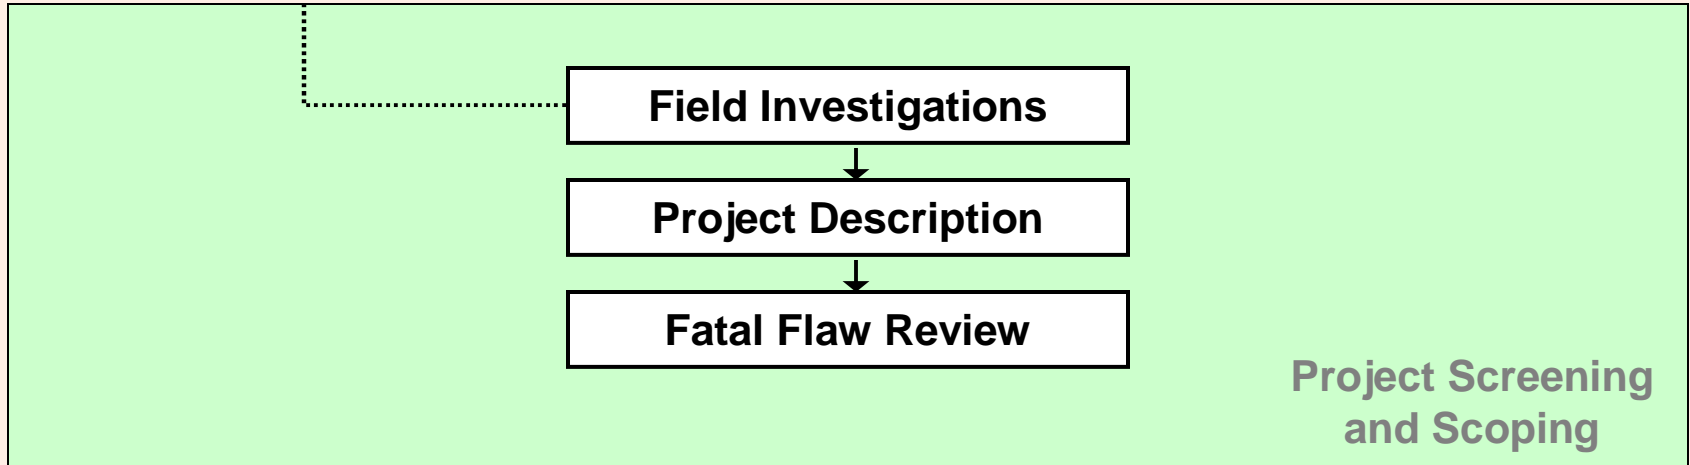 Field Investigations
Project Description
Fatal Flaw Review
Project Screening
and Scoping